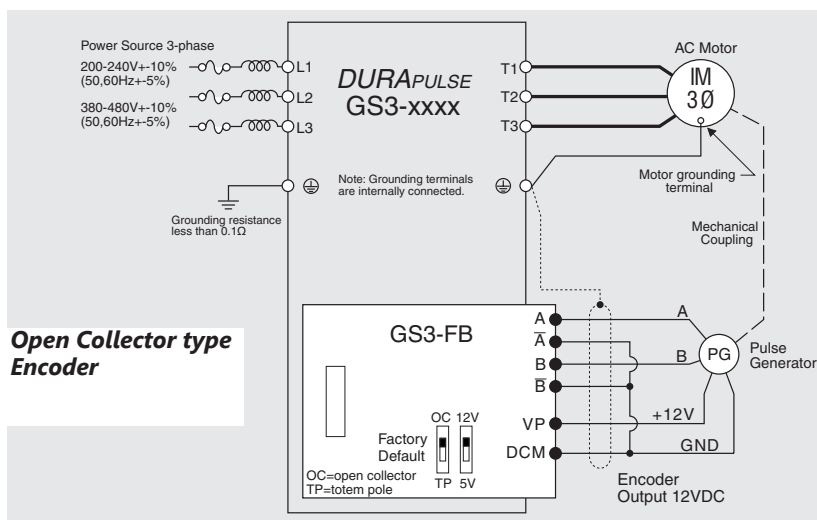 Power Source 3-phase
200-240V+-10%
(50,60Hz+-5%)
380-480V+-10%
(50,60Hz+-5%)
L1
L2
L3
DURAPULSE
GS3-xxxx
T1
T2
T3
AC Motor
IM
3Ø
Note: Grounding terminals
are internally connected.
Motor grounding
terminal
Grounding resistance
less than 0.1Ω
Mechanical
Coupling
Open Collector type
Encoder
GS3-FB
A
A̅
B
B̅
VP
DCM
A
B
+12V
GND
PG
Pulse
Generator
OC 12V
Factory
Default
TP 5V
OC=open collector
TP=totem pole
Encoder
Output 12VDC